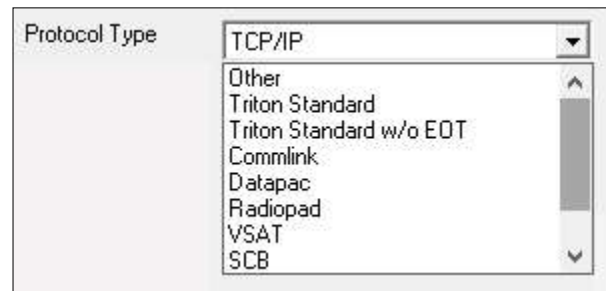 Protocol Type
TCP/IP
Other
Triton Standard
Triton Standard w/o EOT
Commlink
Datapac
Radiopad
VSAT
SCB